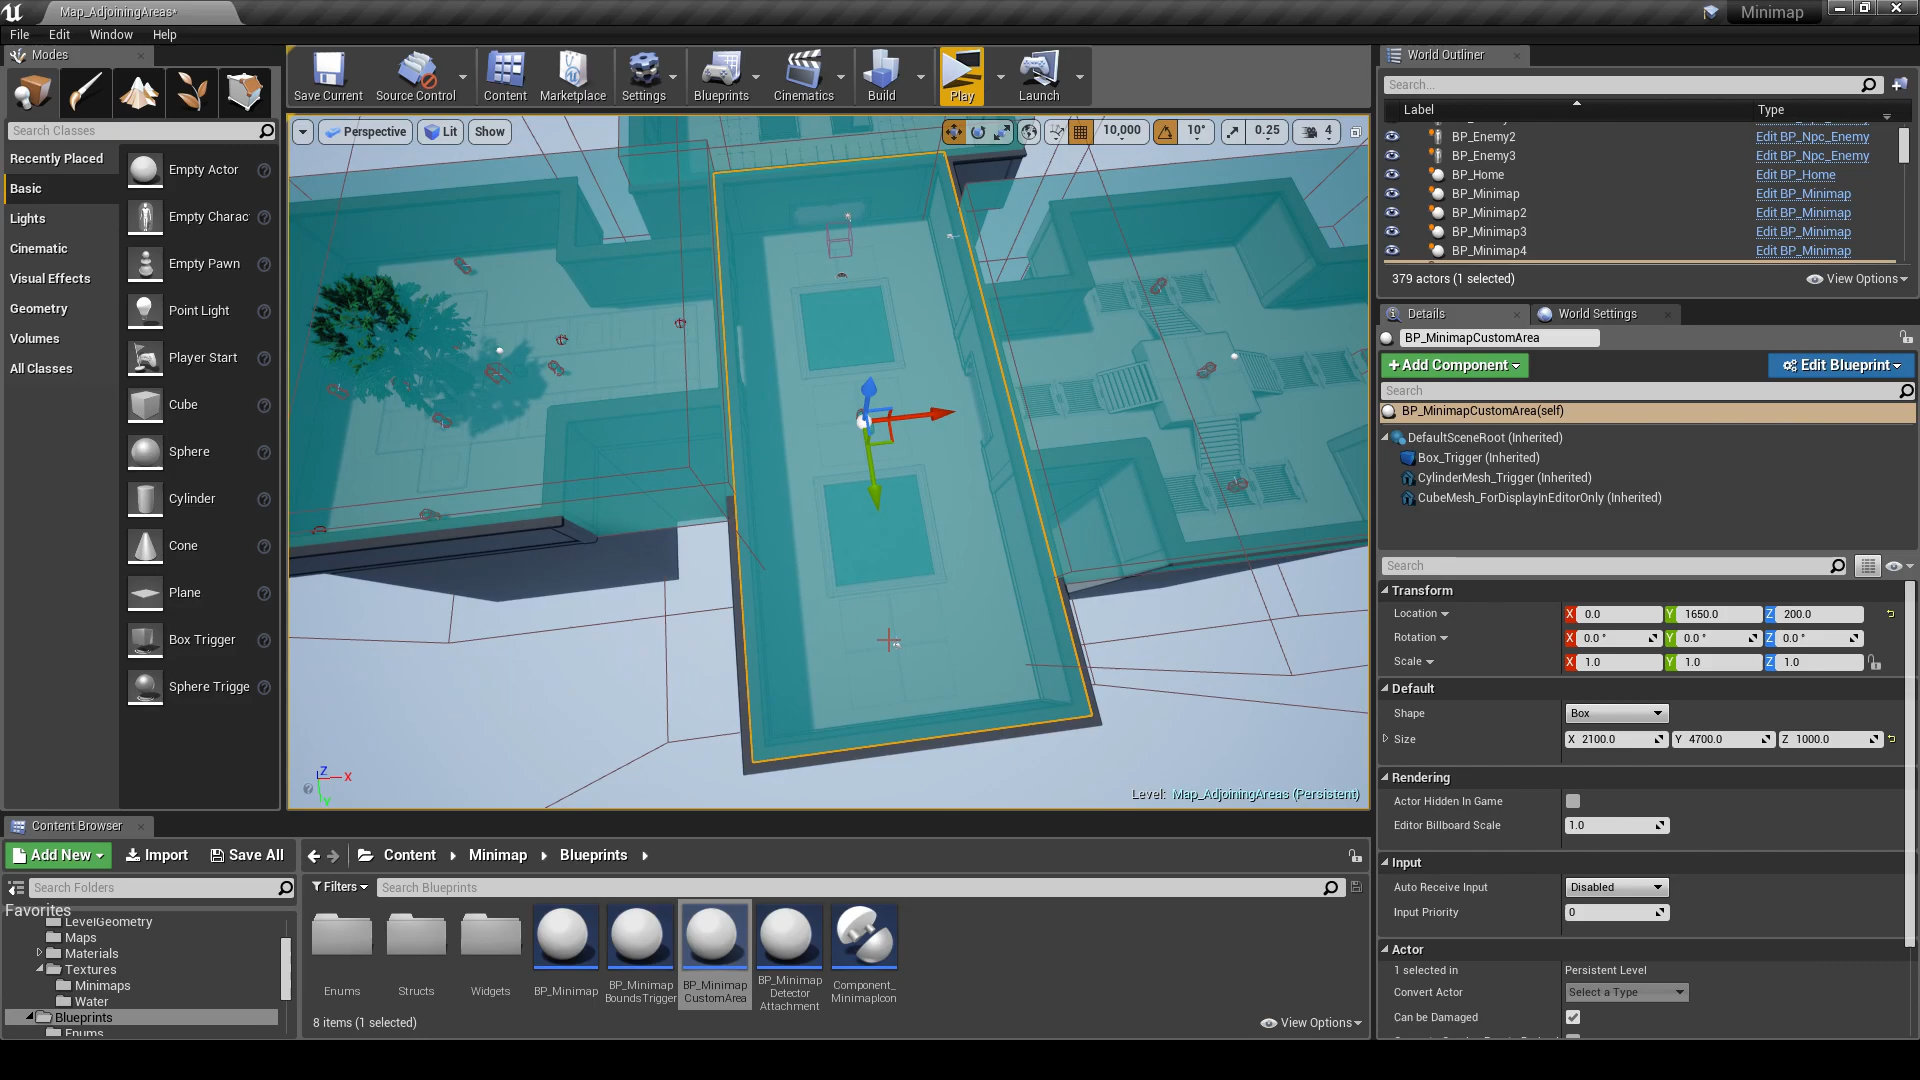 Map_AdjoiningAreas*
Minimap
File
Edit
Window
Help
Modes
Search Classes
Recently Placed
Basic
Lights
Cinematic
Visual Effects
Geometry
Volumes
All Classes
Empty Actor
Empty Charac
Empty Pawn
Point Light
Player Start
Cube
Sphere
Cylinder
Cone
Plane
Box Trigger
Sphere Trigge
Save Current
Source Control
Content
Marketplace
Settings
Blueprints
Cinematics
Build
Play
Launch
Perspective
Lit
Show
10,000
10°
0.25
4
Z
X
Y
Level: Map_AdjoiningAreas (Persistent)
World Outliner
Search...
Label
Type
BP_Enemy2
Edit BP_Npc_Enemy
BP_Enemy3
Edit BP_Npc_Enemy
BP_Home
Edit BP_Home
BP_Minimap
Edit BP_Minimap
BP_Minimap2
Edit BP_Minimap
BP_Minimap3
Edit BP_Minimap
BP_Minimap4
Edit BP_Minimap
379 actors (1 selected)
View Options
Details
World Settings
BP_MinimapCustomArea
+Add Component
Edit Blueprint
Search
BP_MinimapCustomArea(self)
DefaultSceneRoot (Inherited)
Box_Trigger (Inherited)
CylinderMesh_Trigger (Inherited)
CubeMesh_ForDisplayInEditorOnly (Inherited)
Search
Transform
Location
X 0.0 Y 1650.0 Z 200.0
Rotation
X 0.0 ° Y 0.0 ° Z 0.0 °
Scale
X 1.0 Y 1.0 Z 1.0
Default
Shape
Box
Size
X 2100.0 Y 4700.0 Z 1000.0
Rendering
Actor Hidden In Game
Editor Billboard Scale
1.0
Input
Auto Receive Input
Disabled
Input Priority
0
Actor
1 selected in
Persistent Level
Convert Actor
Select a Type
Can be Damaged
Content Browser
Add New
Import
Save All
Content
Minimap
Blueprints
Search Folders
Filters
Search Blueprints
Favorites
LevelGeometry
Maps
Materials
Textures
Minimaps
Water
Blueprints
Enums
Enums
Structs
Widgets
BP_Minimap
BP_Minimap
BoundsTrigger
BP_Minimap
CustomArea
BP_Minimap
Detector
Attachment
Component_
MinimapIcon
8 items (1 selected)
View Options